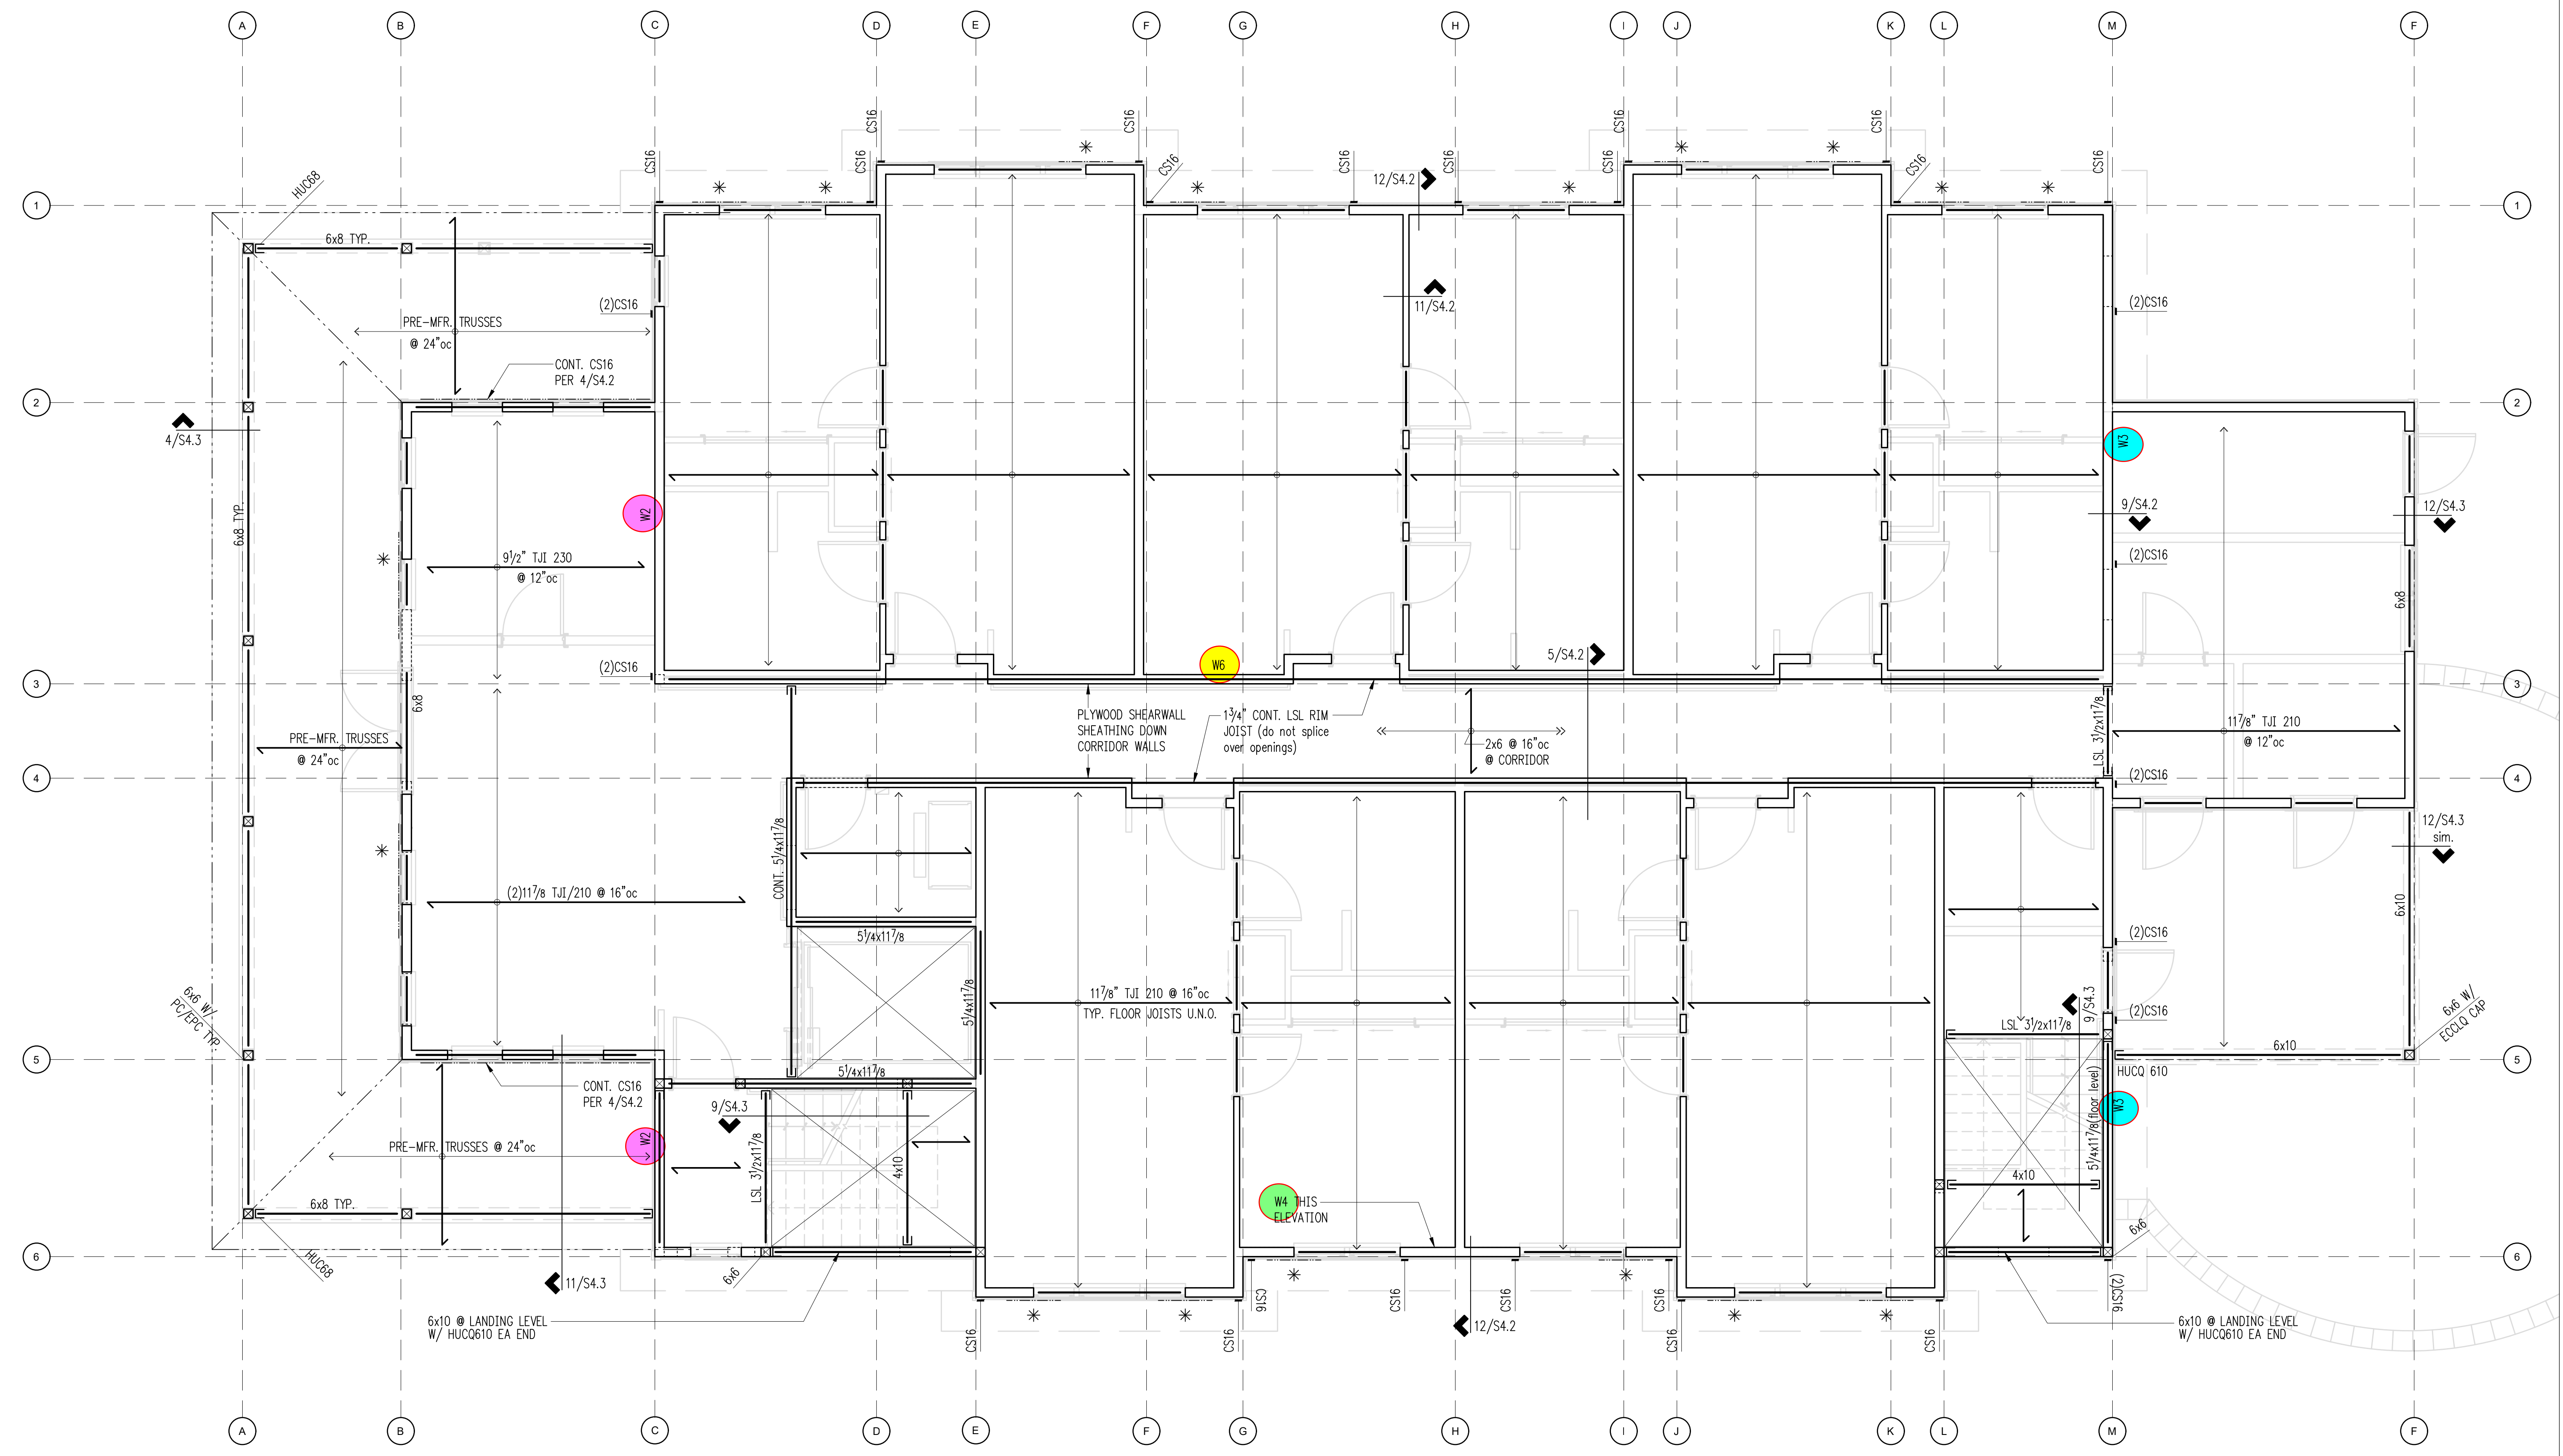 A B C D E F G H I J K L M F
CS16 CS16 CS16 CS16
CS16 CS16 CS16 CS16 CS16 CS16 CS16 CS16 CS16 CS16
12/S4.2
HUC68
1 1
6x8 TYP.
(2)CS16
(2)CS16
11/S4.2
PRE-MFR. TRUSSES
@ 24"oc
CONT. CS16
PER 4/S4.2
2 2
4/S4.3
W3
W2
9/S4.2
12/S4.3
6x8 TYP.
9 1/2" TJI 230
@ 12"oc
(2)CS16
6x8
(2)CS16
W6
5/S4.2
3 3
6x8
PLYWOOD SHEARWALL
SHEATHING DOWN
CORRIDOR WALLS
1 3/4" CONT. LSL RIM
JOIST (do not splice
over openings)
2x6 @ 16"oc
@ CORRIDOR
LSL 3 1/2x11 7/8
11 7/8" TJI 210
@ 12"oc
PRE-MFR. TRUSSES
@ 24"oc
4 4
(2)CS16
12/S4.3
sim.
CONT. 5 1/4x11 7/8
(2)11 7/8 TJI/210 @ 16"oc
6x10
5 1/4x11 7/8
(2)CS16
5 1/4x11 7/8
11 7/8" TJI 210 @ 16"oc
TYP. FLOOR JOISTS U.N.O.
6x6 W/
PC/EPC TYP.
9/S4.3
(2)CS16
6x6 W/
ECCLQ CAP
LSL 3 1/2x11 7/8
6x10
5 5
5 1/4x11 7/8
HUCQ 610
CONT. CS16
PER 4/S4.2
9/S4.3
W3
5 1/4x11 7/8(floor level)
W2
PRE-MFR. TRUSSES @ 24"oc
LSL 3 1/2x11 7/8
4x10
4x10
W4 THIS
ELEVATION
6x8 TYP.
6x6
6 6
HUC68
11/S4.3
6x6
CS16 CS16 CS16 CS16 (2)CS16
6x10 @ LANDING LEVEL
W/ HUCQ610 EA END
CS16 CS16 12/S4.2 CS16 CS16
6x10 @ LANDING LEVEL
W/ HUCQ610 EA END
A B C D E F G H I J K L M F